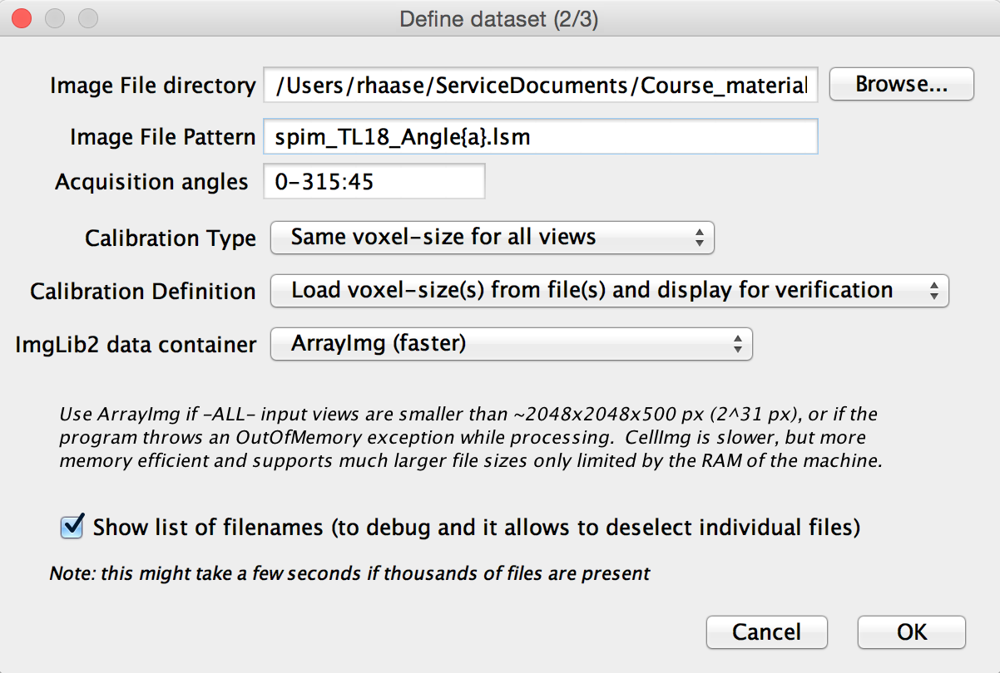 Define dataset (2/3)
Image File directory /Users/rhaase/ServiceDocuments/Course_material Browse...
Image File Pattern spim_TL18_Angle{a}.lsm
Acquisition angles 0-315:45
Calibration Type Same voxel-size for all views
Calibration Definition Load voxel-size(s) from file(s) and display for verification
ImgLib2 data container ArrayImg (faster)
Use ArrayImg if -ALL- input views are smaller than ~2048x2048x500 px (2^31 px), or if the
program throws an OutOfMemory exception while processing.  CellImg is slower, but more
memory efficient and supports much larger file sizes only limited by the RAM of the machine.
Show list of filenames (to debug and it allows to deselect individual files)
Note: this might take a few seconds if thousands of files are present
Cancel OK